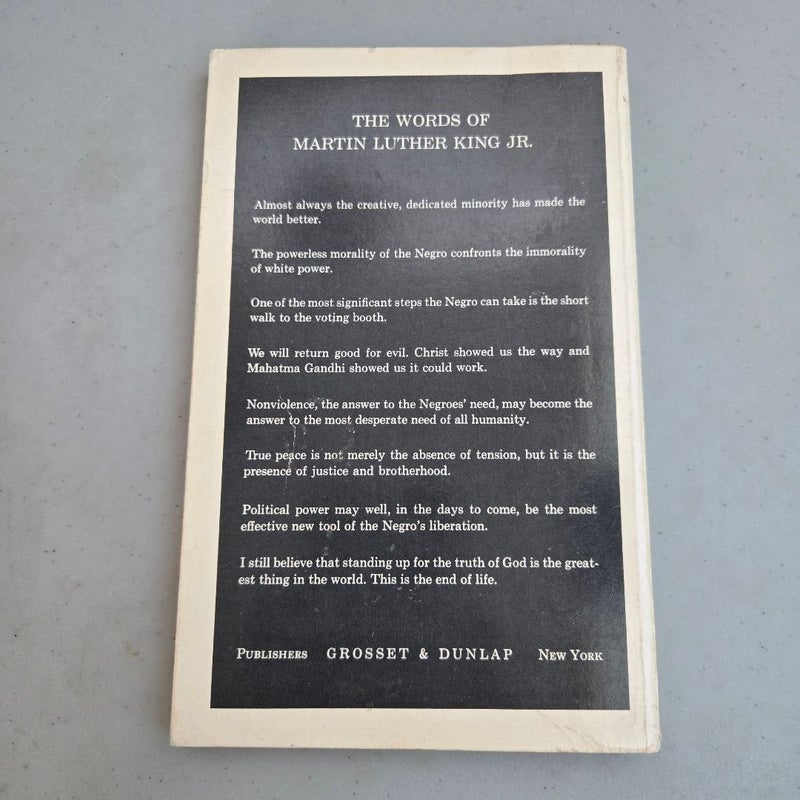 THE WORDS OF
MARTIN LUTHER KING JR.
Almost always the creative, dedicated minority has made the
world better.
The powerless morality of the Negro confronts the immorality
of white power.
One of the most significant steps the Negro can take is the short
walk to the voting booth.
We will return good for evil. Christ showed us the way and
Mahatma Gandhi showed us it could work.
Nonviolence, the answer to the Negroes' need, may become the
answer to the most desperate need of all humanity.
True peace is not merely the absence of tension, but it is the
presence of justice and brotherhood.
Political power may well, in the days to come, be the most
effective new tool of the Negro's liberation.
I still believe that standing up for the truth of God is the great-
est thing in the world. This is the end of life.
PUBLISHERS GROSSET & DUNLAP NEW YORK